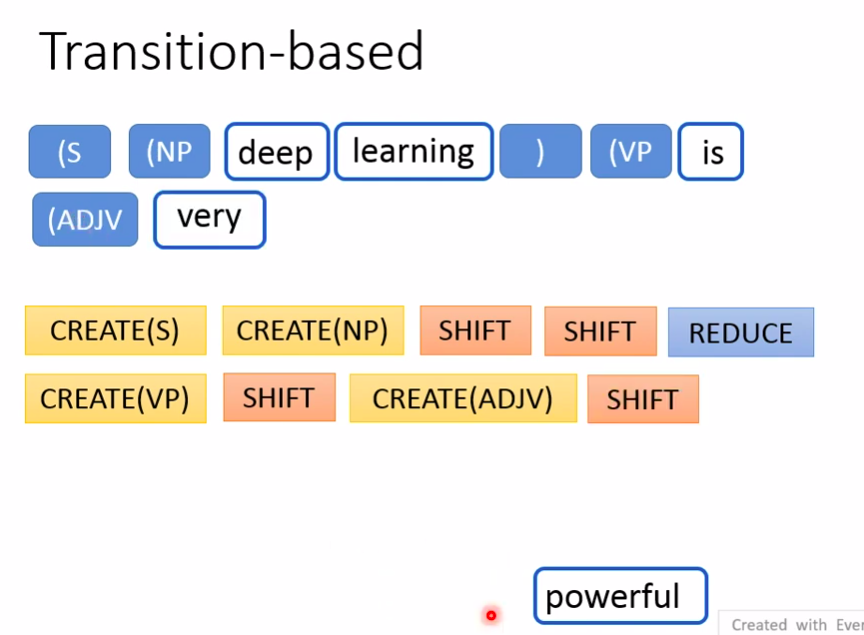 Transition-based
(S (NP deep learning ) (VP is
(ADJV very
CREATE(S) CREATE(NP) SHIFT SHIFT REDUCE
CREATE(VP) SHIFT CREATE(ADJV) SHIFT
powerful
Created with